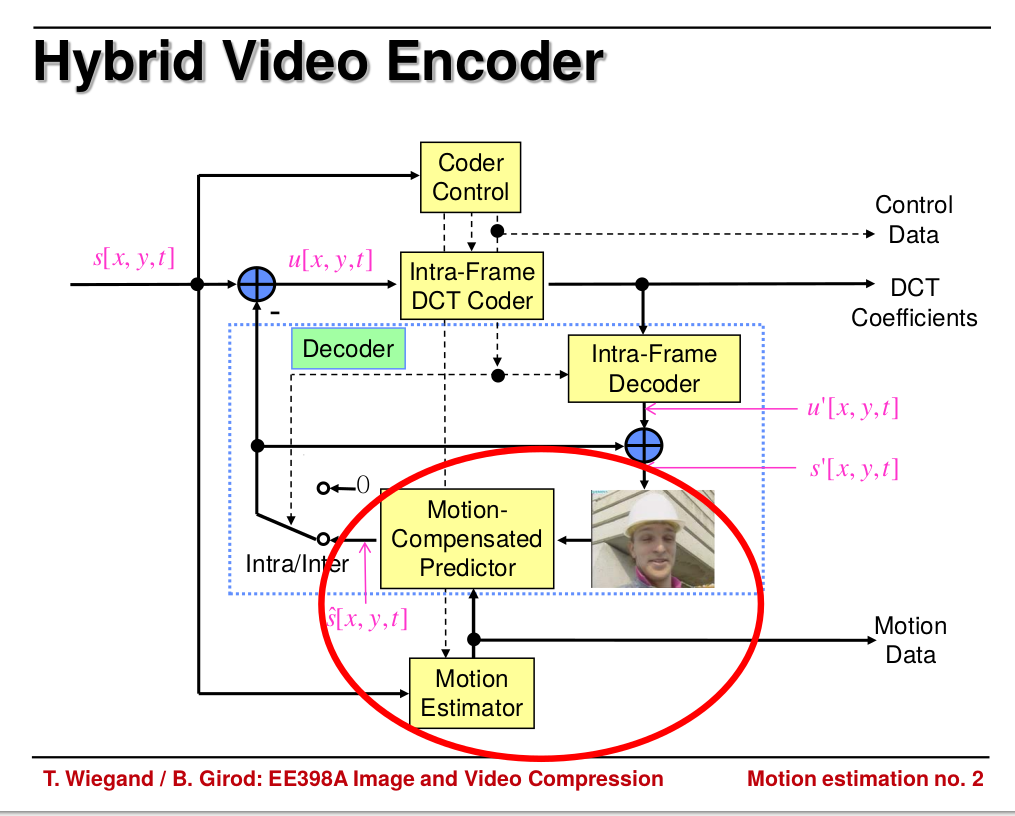 Hybrid Video Encoder
Coder
Control
Control
Data
s[x, y,t]
u[x, y,t]
Intra-Frame
DCT Coder
DCT
Coefficients
-
Decoder
Intra-Frame
Decoder
u'[x, y,t]
s'[x, y,t]
0
Motion-
Compensated
Predictor
Intra/Inter
ŝ[x, y,t]
Motion
Data
Motion
Estimator
T. Wiegand / B. Girod: EE398A Image and Video Compression
Motion estimation no. 2